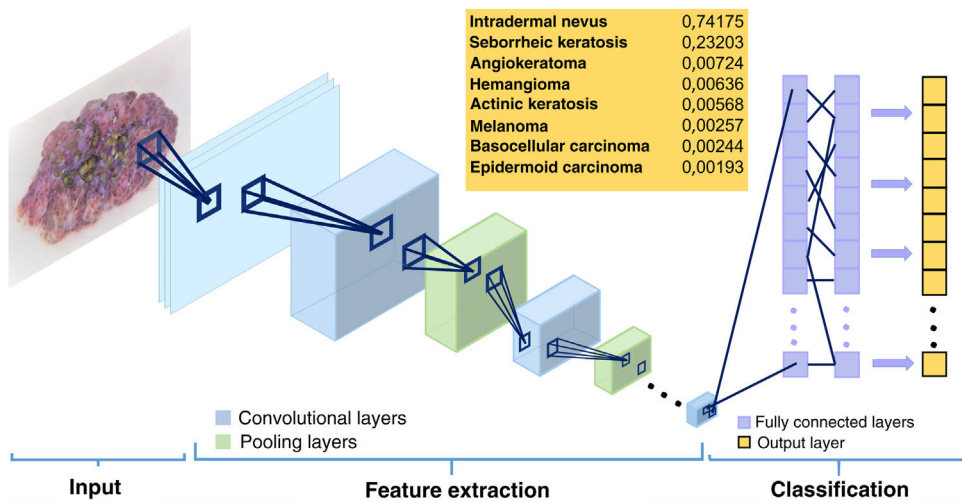 Intradermal nevus 0,74175
Seborrheic keratosis 0,23203
Angiokeratoma 0,00724
Hemangioma 0,00636
Actinic keratosis 0,00568
Melanoma 0,00257
Basocellular carcinoma 0,00244
Epidermoid carcinoma 0,00193
Convolutional layers
Pooling layers
Fully connected layers
Output layer
Input
Feature extraction
Classification